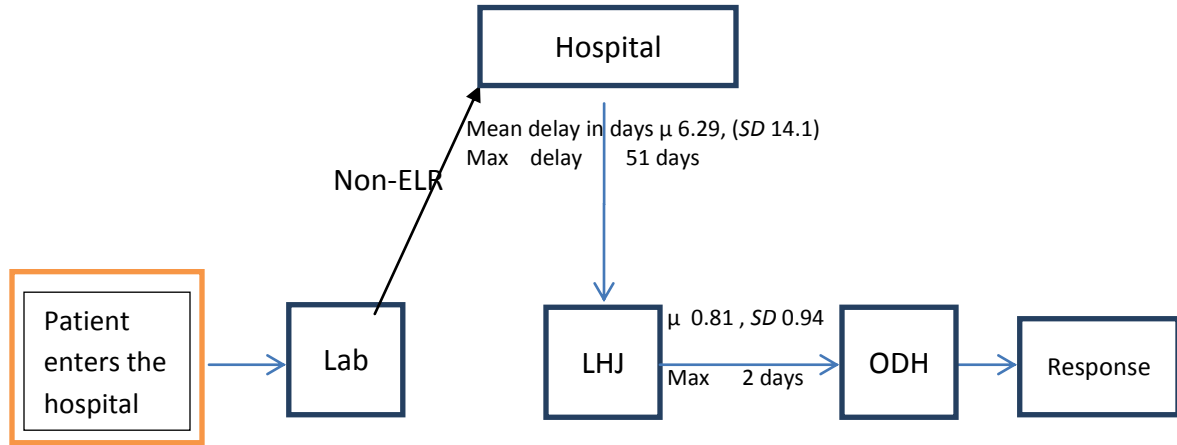 Hospital
Mean delay in days µ 6.29, (SD 14.1)
Max delay 51 days
Non-ELR
Patient
enters the
hospital
Lab
LHJ
µ 0.81 , SD 0.94
Max 2 days
ODH
Response